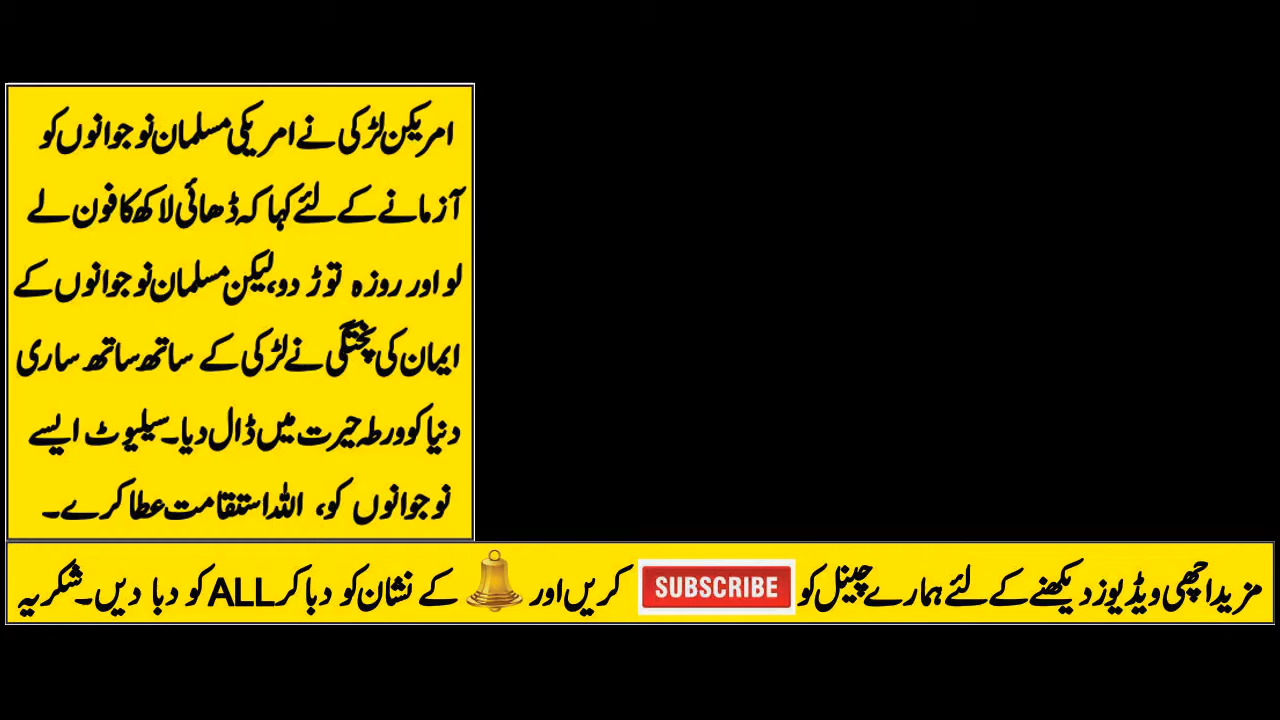 امریکن لڑکی نے امریکی مسلمان نوجوانوں کو
آزمانے کے لئے کہا کہ ڈھائی لاکھ کا فون لے
لو اور روزہ توڑ دو، لیکن مسلمان نوجوانوں کے
ایمان کی پختگی نے لڑکی کے ساتھ ساتھ ساری
دنیا کو ورطہ حیرت میں ڈال دیا۔ سیلیوٹ ایسے
نوجوانوں کو، اللہ استقامت عطا کرے۔
مزید اچھی ویڈیوز دیکھنے کے لئے ہمارے چینل کو SUBSCRIBE کریں اور کے نشان کو دبا کر ALL کو دبا دیں۔ شکریہ